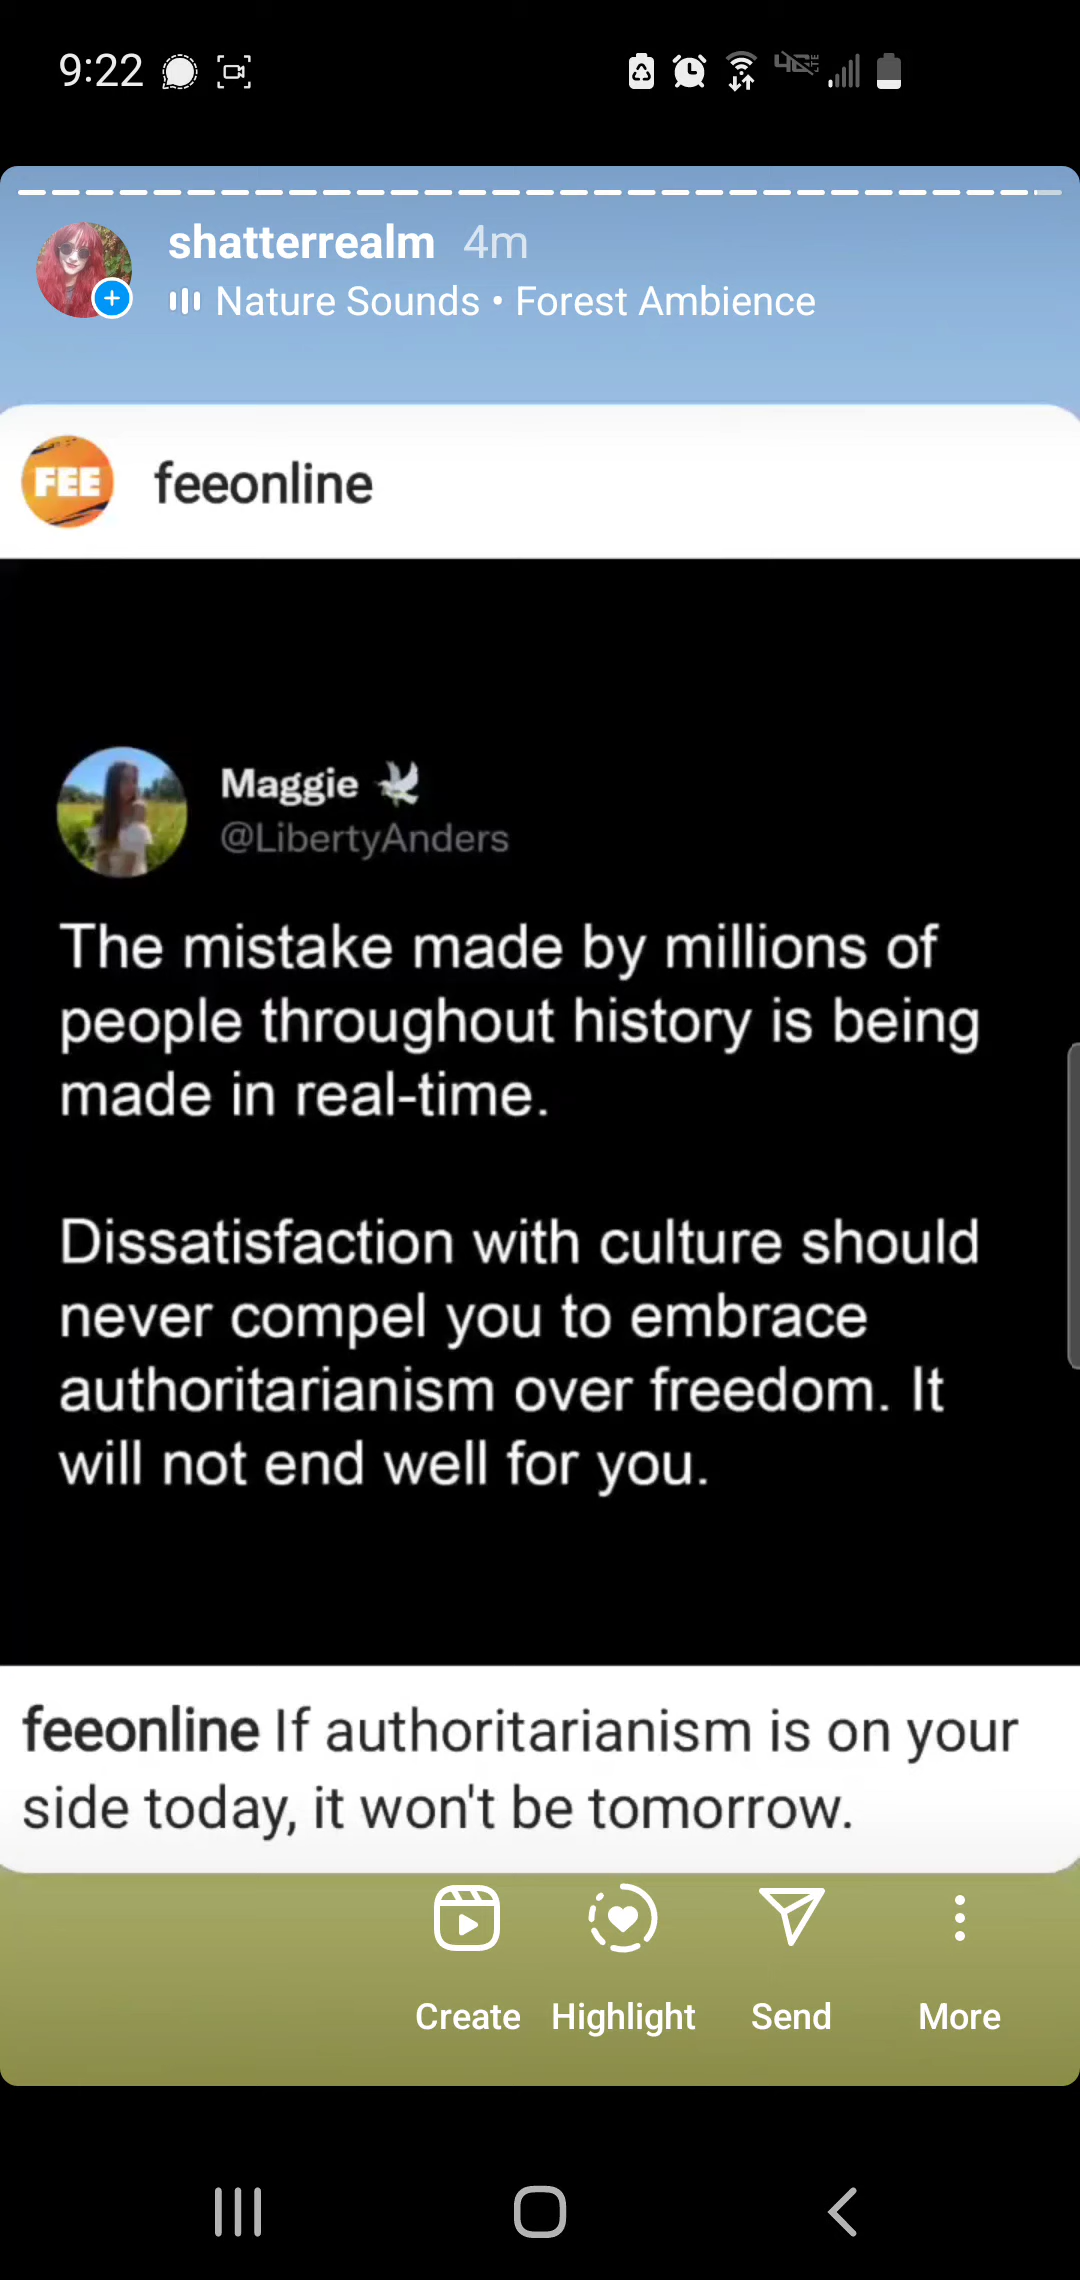 9:22
shatterrealm 4m
Nature Sounds • Forest Ambience
FEE feeonline
Maggie
@LibertyAnders
The mistake made by millions of
people throughout history is being
made in real-time.
Dissatisfaction with culture should
never compel you to embrace
authoritarianism over freedom. It
will not end well for you.
feeonline If authoritarianism is on your
side today, it won't be tomorrow.
Create Highlight Send More